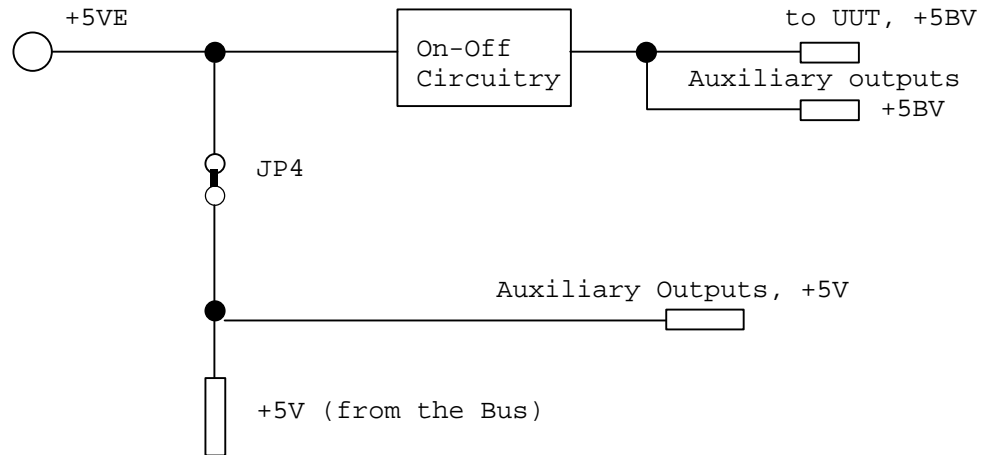 +5VE
to UUT, +5BV
On-Off
Circuitry
Auxiliary outputs
+5BV
JP4
Auxiliary Outputs, +5V
+5V (from the Bus)